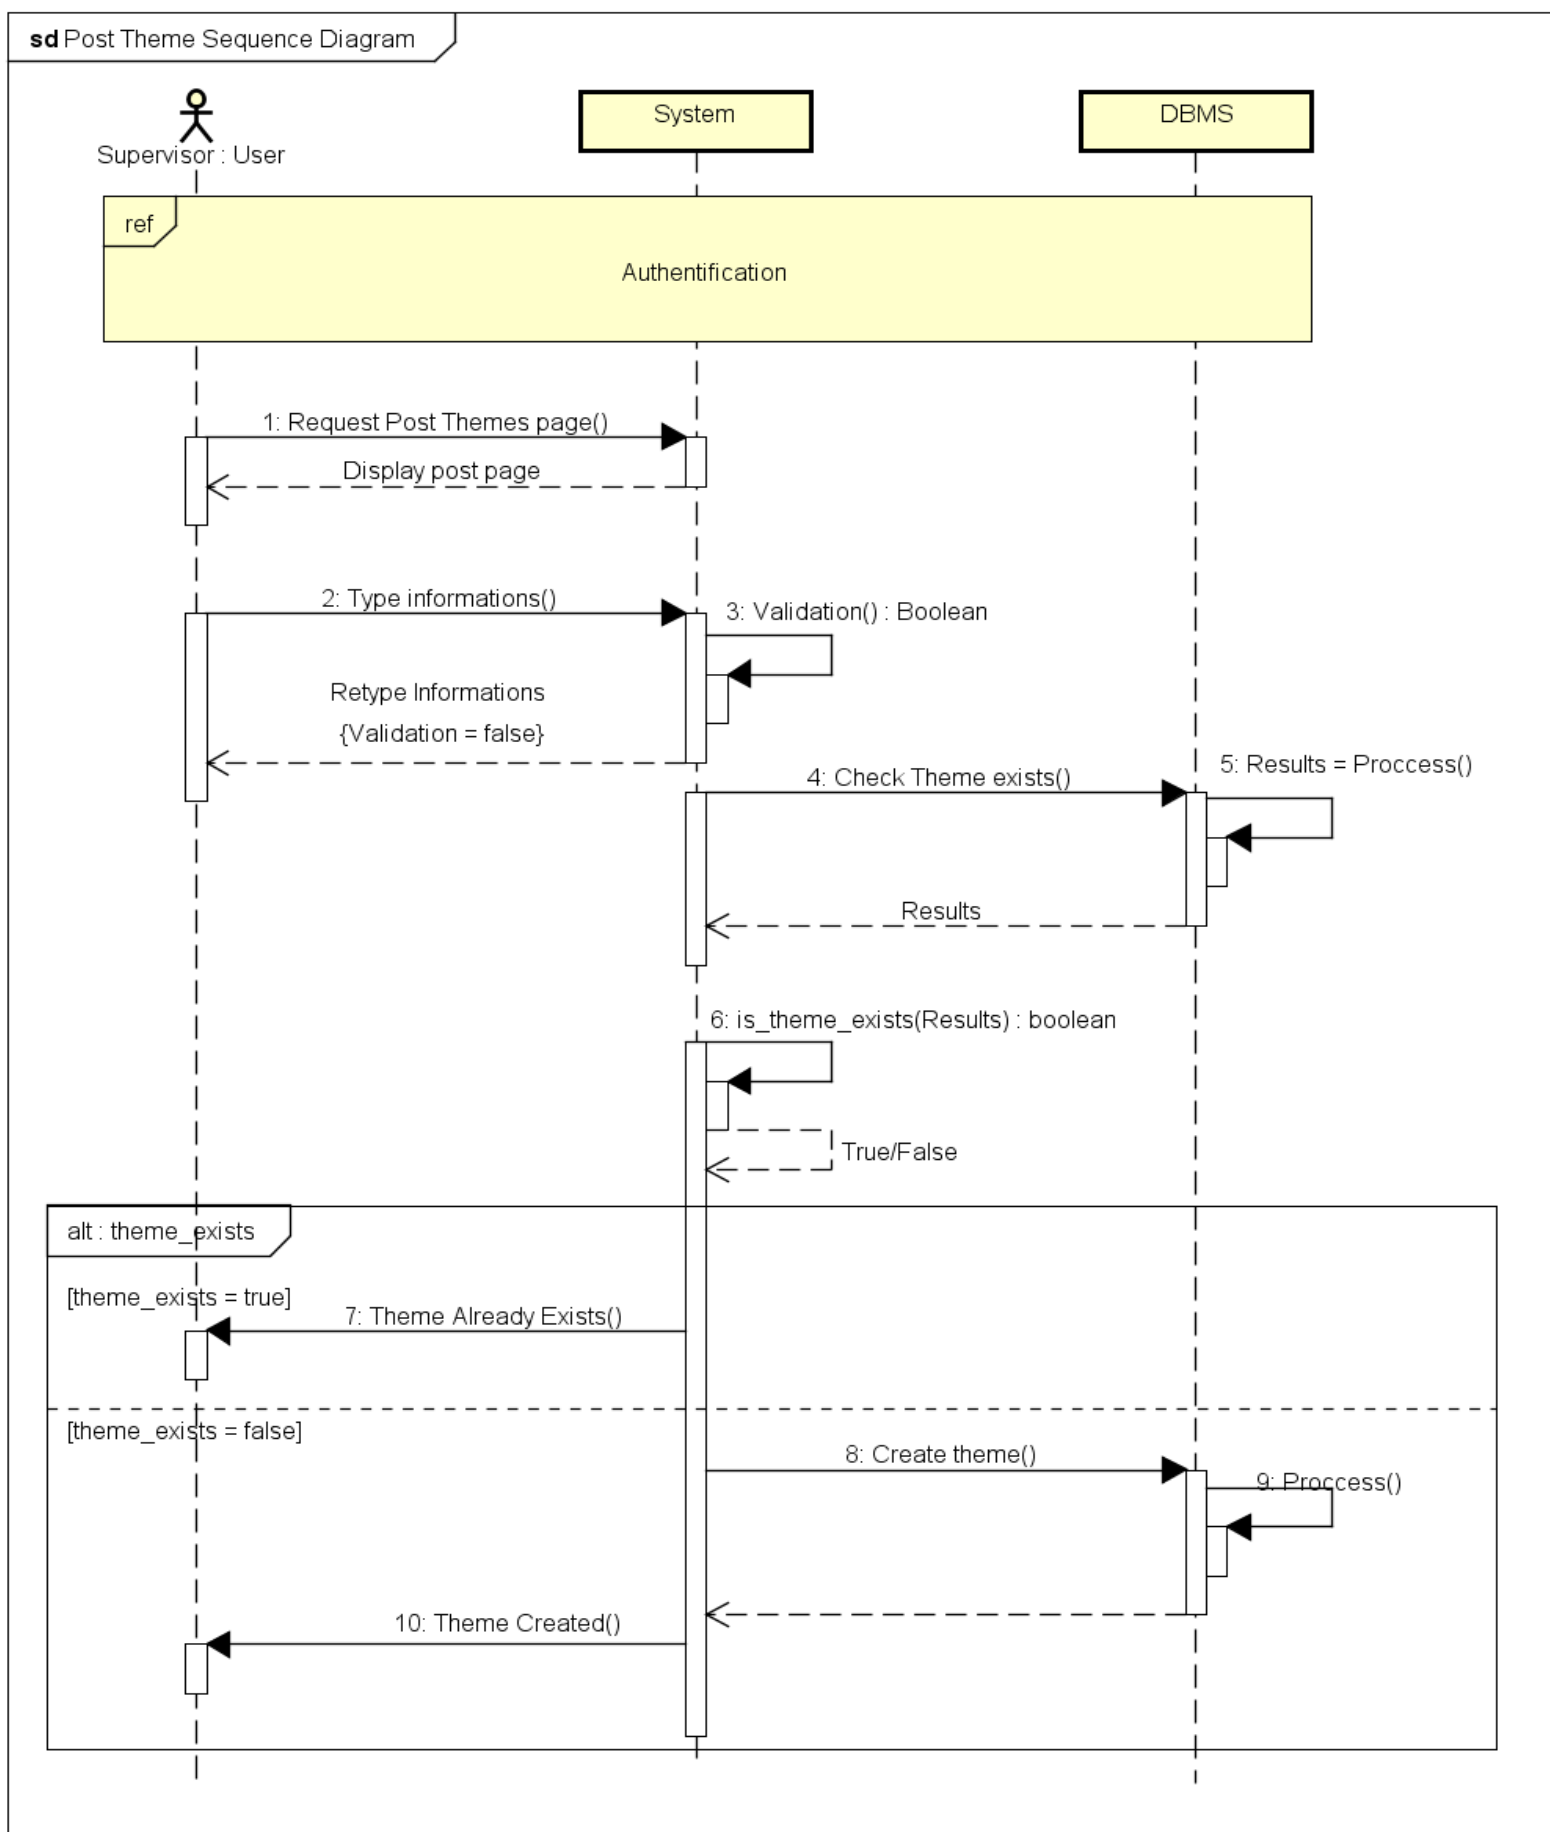 sd Post Theme Sequence Diagram
Supervisor : User
System
DBMS
ref
Authentification
1: Request Post Themes page()
Display post page
2: Type informations()
3: Validation() : Boolean
Retype Informations
{Validation = false}
4: Check Theme exists()
5: Results = Proccess()
Results
6: is_theme_exists(Results) : boolean
True/False
alt : theme_exists
[theme_exists = true]
7: Theme Already Exists()
[theme_exists = false]
8: Create theme()
9: Proccess()
10: Theme Created()